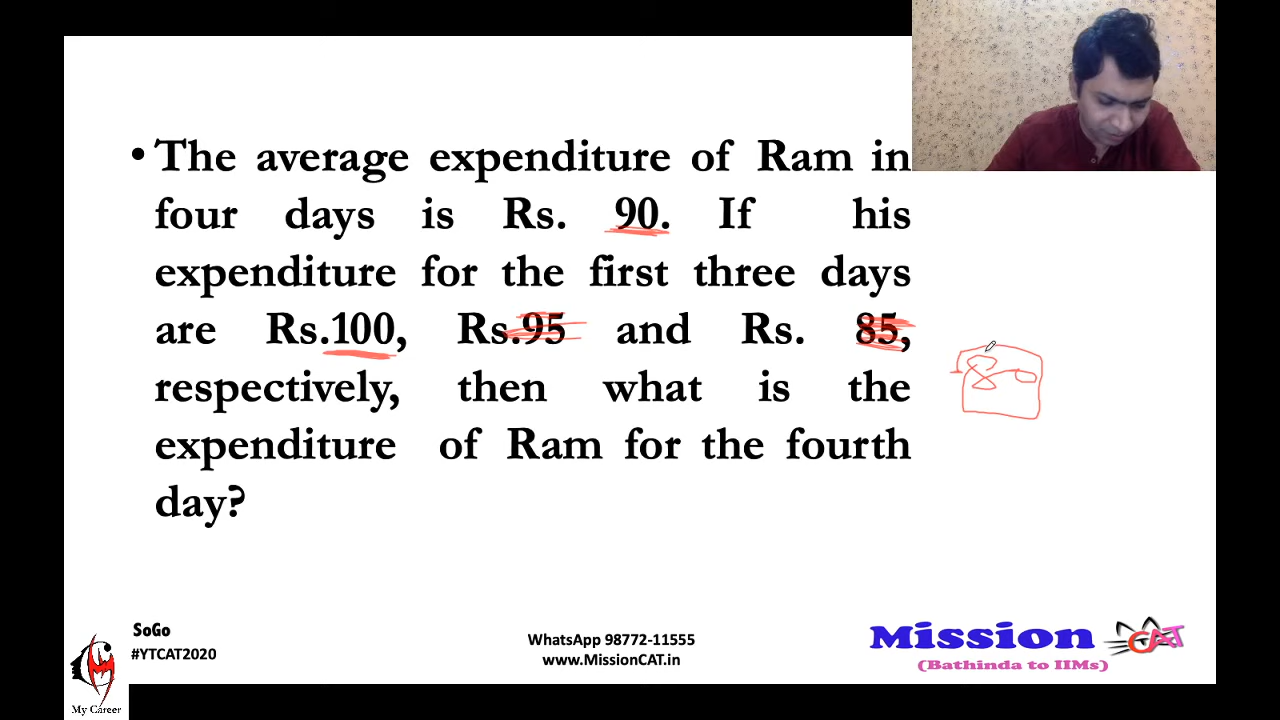 • The average expenditure of Ram in
four days is Rs. 90. If his
expenditure for the first three days
are Rs.100, Rs.95 and Rs. 85,
respectively, then what is the
expenditure of Ram for the fourth
day?
80
SoGo
#YTCAT2020
My Career
WhatsApp 98772-11555
www.MissionCAT.in
Mission CAT
(Bathinda to IIMs)